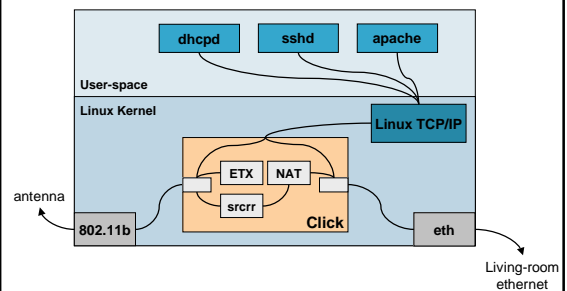 dhcpd
sshd
apache
User-space
Linux Kernel
Linux TCP/IP
ETX
NAT
srcrr
Click
antenna
802.11b
eth
Living-room
ethernet